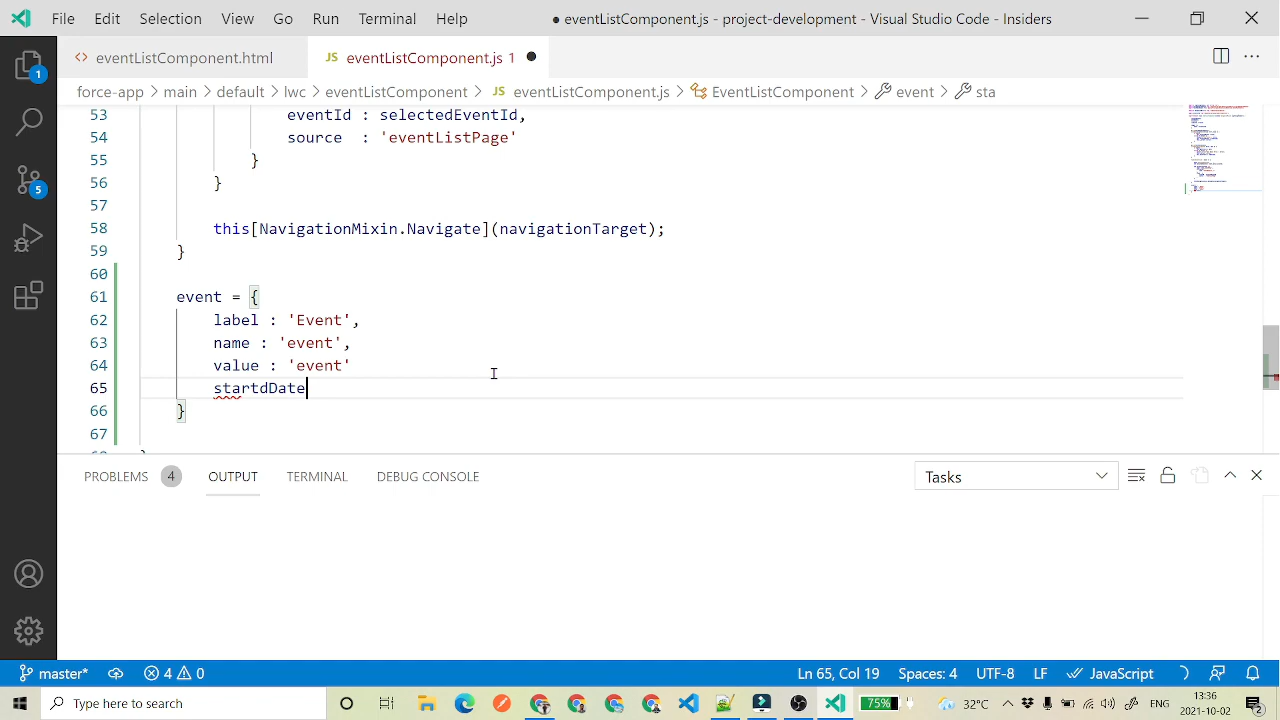 File Edit Selection View Go Run Terminal Help ● eventListComponent.js - project-development - Visual Studio Code - Insiders
<> eventListComponent.html JS eventListComponent.js 1
force-app > main > default > lwc > eventListComponent > JS eventListComponent.js > EventListComponent > event > sta
53 eventId : selectedEventId,
source : 'eventListPage'
55 }
56 }
57
58 this[NavigationMixin.Navigate](navigationTarget);
59 }
60
61 event = {
62 label : 'Event',
63 name : 'event',
64 value : 'event'
65 startdDate
66 }
67
PROBLEMS 4 OUTPUT TERMINAL DEBUG CONSOLE Tasks
1
5
master* 4 0 Ln 65, Col 19 Spaces: 4 UTF-8 LF JavaScript
Type here to search 75% 32°C ENG 13:36 2021-10-02 2